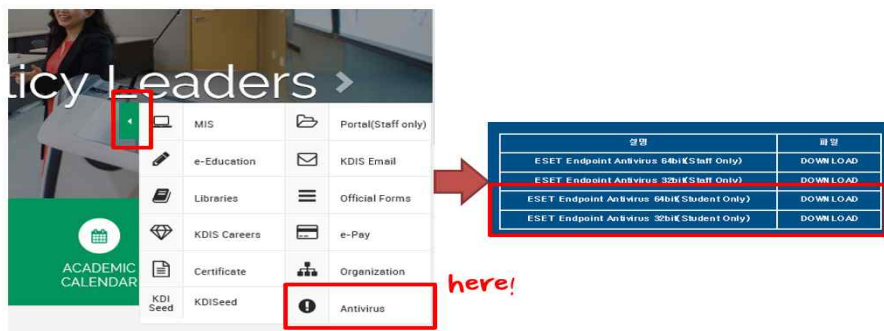 licy Leaders
MIS
Portal(Staff only)
e-Education
KDIS Email
Libraries
Official Forms
KDIS Careers
e-Pay
Certificate
Organization
KDI
Seed
KDISeed
Antivirus
ACADEMIC
CALENDAR
here!
설명 파일
ESET Endpoint Antivirus 64bit(Staff Only) DOWNLOAD
ESET Endpoint Antivirus 32bit(Staff Only) DOWNLOAD
ESET Endpoint Antivirus 64bit(Student Only) DOWNLOAD
ESET Endpoint Antivirus 32bit(Student Only) DOWNLOAD